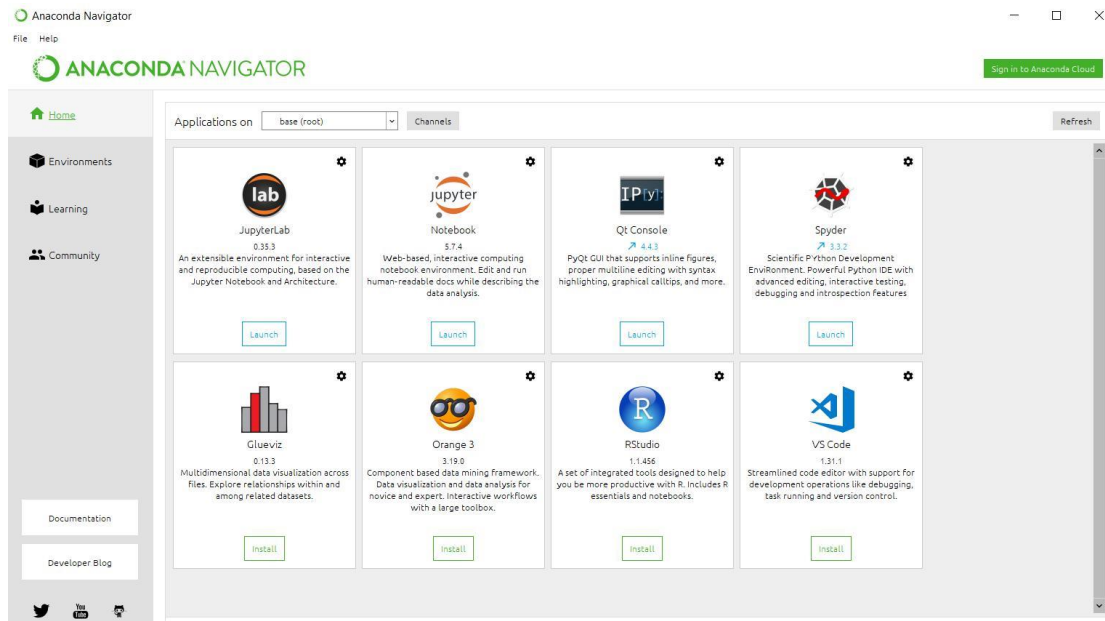 Anaconda Navigator
File Help
ANACONDA NAVIGATOR
Sign in to Anaconda Cloud
Home
Environments
Learning
Community
Documentation
Developer Blog
You
Tube
Applications on base (root) Channels
Refresh
lab
JupyterLab
0.35.3
An extensible environment for interactive
and reproducible computing, based on the
Jupyter Notebook and Architecture.
Launch
jupyter
Notebook
5.7.4
Web-based, interactive computing
notebook environment. Edit and run
human-readable docs while describing the
data analysis.
Launch
IP[y]:
Qt Console
4.4.3
PyQt GUI that supports inline figures,
proper multiline editing with syntax
highlighting, graphical calltips, and more.
Launch
Spyder
3.3.2
Scientific PYthon Development
EnviRonment. Powerful Python IDE with
advanced editing, interactive testing,
debugging and introspection features
Launch
Glueviz
0.13.3
Multidimensional data visualization across
files. Explore relationships within and
among related datasets.
Install
Orange 3
3.19.0
Component based data mining framework.
Data visualization and data analysis for
novice and expert. Interactive workflows
with a large toolbox.
Install
R
RStudio
1.1.456
A set of integrated tools designed to help
you be more productive with R. Includes R
essentials and notebooks.
Install
VS Code
1.31.1
Streamlined code editor with support for
development operations like debugging,
task running and version control.
Install